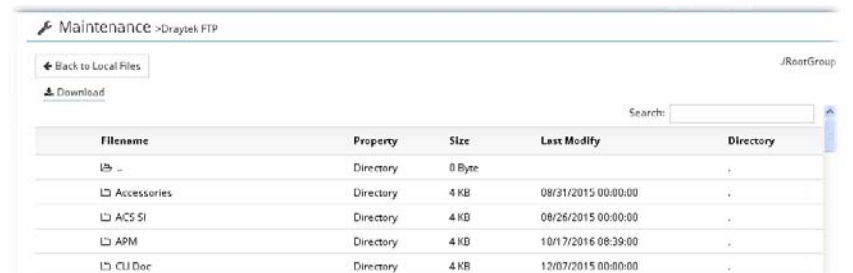 Maintenance >Draytek FTP
Back to Local Files
./RootGroup
Download
Search:
Filename Property Size Last Modify Directory
.. Directory 0 Byte .
Accessories Directory 4 KB 08/31/2015 00:00:00 .
ACS SI Directory 4 KB 08/26/2015 00:00:00 .
APM Directory 4 KB 10/17/2016 08:39:00 .
CU Doc Directory 4 KB 12/07/2015 00:00:00 .